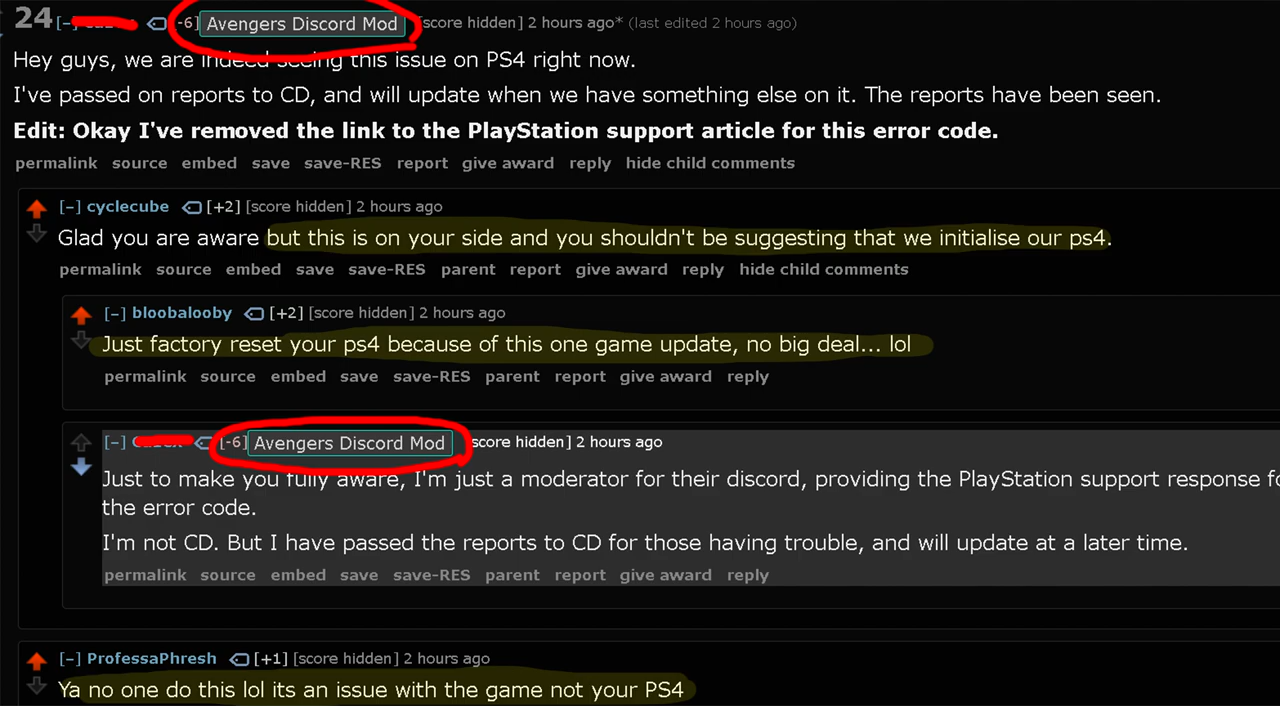 24 [–] [-6] Avengers Discord Mod [score hidden] 2 hours ago* (last edited 2 hours ago)
Hey guys, we are indeed seeing this issue on PS4 right now.
I've passed on reports to CD, and will update when we have something else on it. The reports have been seen.
Edit: Okay I've removed the link to the PlayStation support article for this error code.
permalink source embed save save-RES report give award reply hide child comments
[–] cyclecube [+2] [score hidden] 2 hours ago
Glad you are aware but this is on your side and you shouldn't be suggesting that we initialise our ps4.
permalink source embed save save-RES parent report give award reply hide child comments
[–] bloobalooby [+2] [score hidden] 2 hours ago
Just factory reset your ps4 because of this one game update, no big deal... lol
permalink source embed save save-RES parent report give award reply
[–] [-6] Avengers Discord Mod [score hidden] 2 hours ago
Just to make you fully aware, I'm just a moderator for their discord, providing the PlayStation support response
the error code.
I'm not CD. But I have passed the reports to CD for those having trouble, and will update at a later time.
permalink source embed save save-RES parent report give award reply
[–] ProfessaPhresh [+1] [score hidden] 2 hours ago
Ya no one do this lol its an issue with the game not your PS4